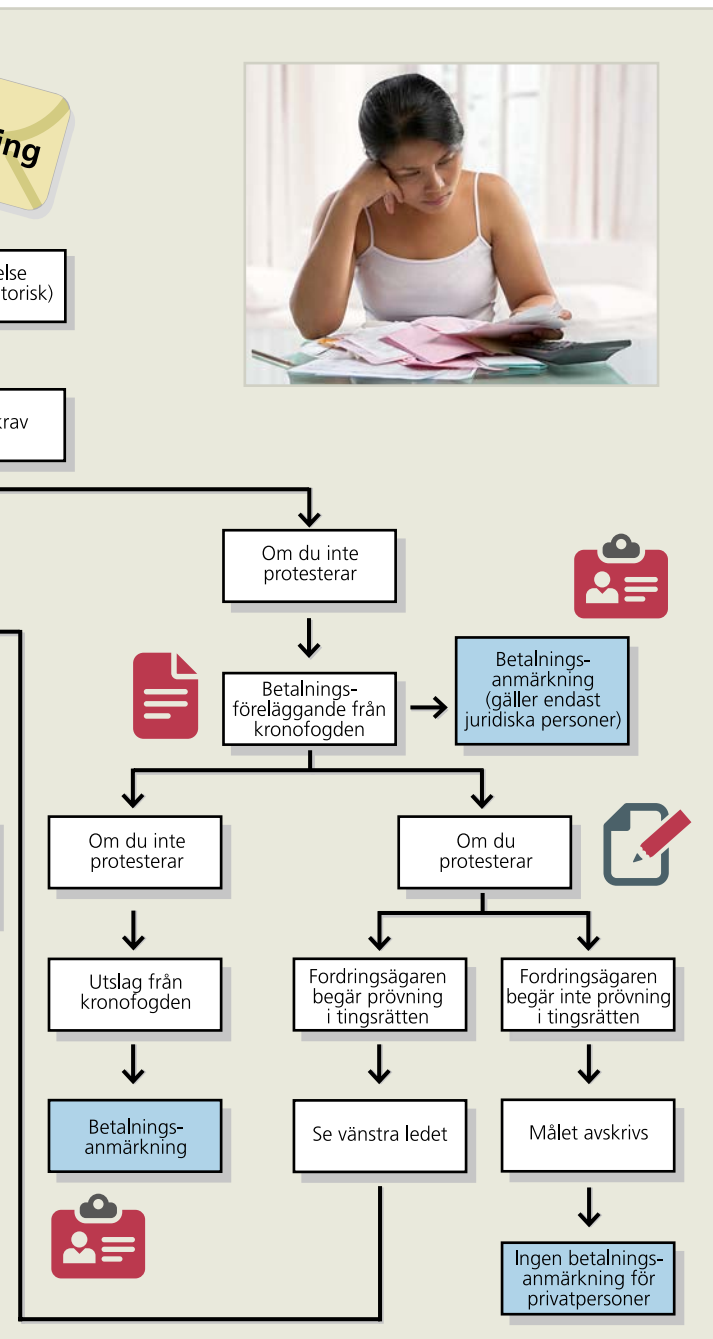 ing
else
torisk)
krav
Om du inte
protesterar
Betalnings-
föreläggande från
kronofogden
Betalnings-
anmärkning
(gäller endast
juridiska personer)
Om du inte
protesterar
Om du
protesterar
Utslag från
kronofogden
Fordringsägaren
begär prövning
i tingsrätten
Fordringsägaren
begär inte prövning
i tingsrätten
Betalnings-
anmärkning
Se vänstra ledet
Målet avskrivs
Ingen betalnings-
anmärkning för
privatpersoner